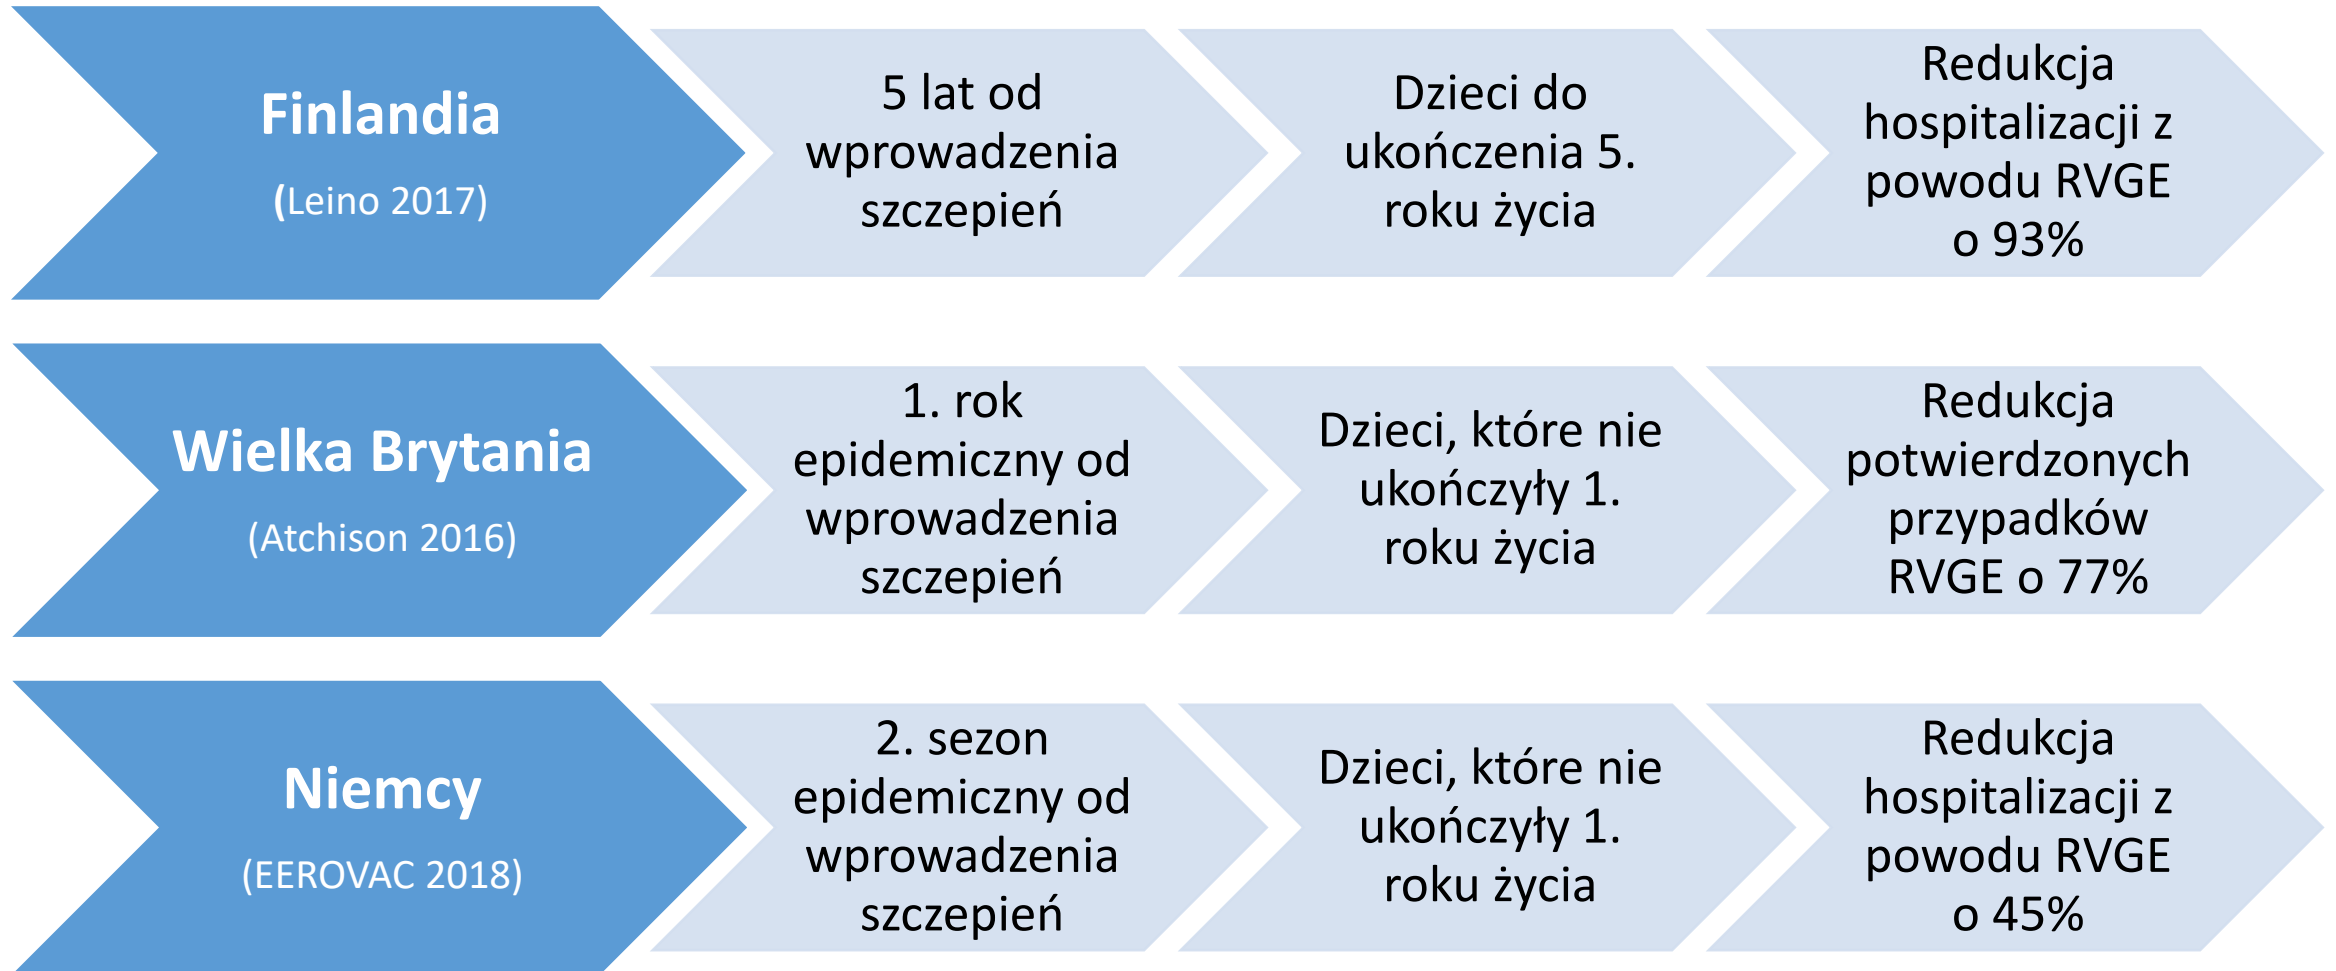 Finlandia
(Leino 2017)
5 lat od
wprowadzenia
szczepień
Dzieci do
ukończenia 5.
roku życia
Redukcja
hospitalizacji z
powodu RVGE
o 93%
Wielka Brytania
(Atchison 2016)
1. rok
epidemiczny od
wprowadzenia
szczepień
Dzieci, które nie
ukończyły 1.
roku życia
Redukcja
potwierdzonych
przypadków
RVGE o 77%
Niemcy
(EEROVAC 2018)
2. sezon
epidemiczny od
wprowadzenia
szczepień
Dzieci, które nie
ukończyły 1.
roku życia
Redukcja
hospitalizacji z
powodu RVGE
o 45%